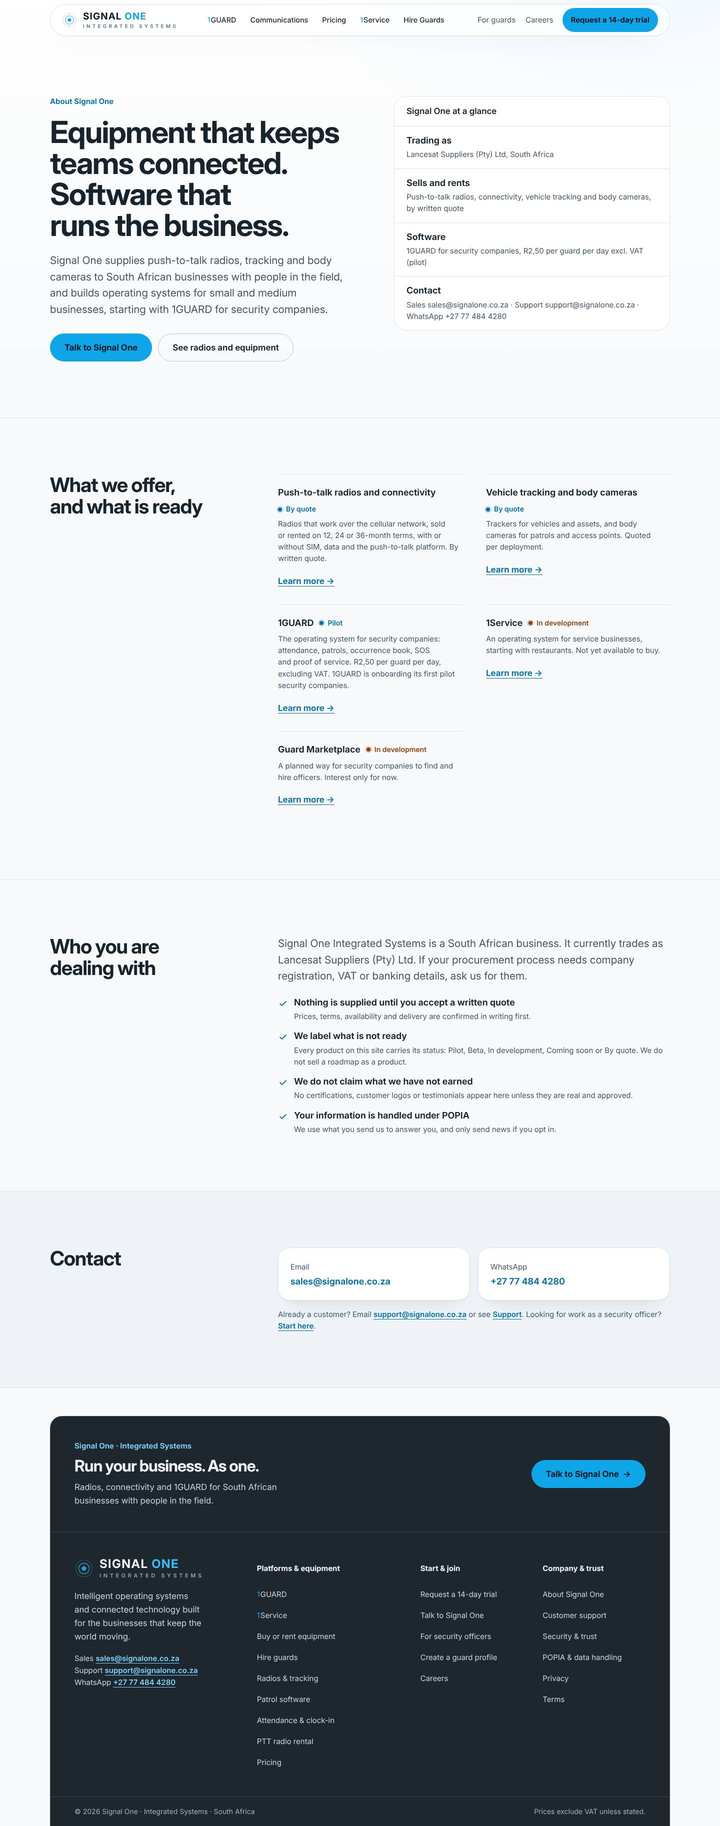 SIGNAL ONE
INTEGRATED SYSTEMS
1GUARD
Communications
Pricing
1Service
Hire Guards
For guards
Careers
Request a 14-day trial
About Signal One
Equipment that keeps
teams connected.
Software that
runs the business.
Signal One supplies push-to-talk radios, tracking and body
cameras to South African businesses with people in the field,
and builds operating systems for small and medium
businesses, starting with 1GUARD for security companies.
Talk to Signal One
See radios and equipment
Signal One at a glance
Trading as
Lancesat Suppliers (Pty) Ltd, South Africa
Sells and rents
Push-to-talk radios, connectivity, vehicle tracking and body cameras,
by written quote
Software
1GUARD for security companies, R2,50 per guard per day excl. VAT
(pilot)
Contact
Sales sales@signalone.co.za · Support support@signalone.co.za ·
WhatsApp +27 77 484 4280
What we offer,
and what is ready
Push-to-talk radios and connectivity
By quote
Radios that work over the cellular network, sold
or rented on 12, 24 or 36-month terms, with or
without SIM, data and the push-to-talk platform. By
written quote.
Learn more →
Vehicle tracking and body cameras
By quote
Trackers for vehicles and assets, and body
cameras for patrols and access points. Quoted
per deployment.
Learn more →
1GUARD Pilot
The operating system for security companies:
attendance, patrols, occurrence book, SOS
and proof of service. R2,50 per guard per day,
excluding VAT. 1GUARD is onboarding its first pilot
security companies.
Learn more →
1Service In development
An operating system for service businesses,
starting with restaurants. Not yet available to buy.
Learn more →
Guard Marketplace In development
A planned way for security companies to find and
hire officers. Interest only for now.
Learn more →
Who you are
dealing with
Signal One Integrated Systems is a South African business. It currently trades as
Lancesat Suppliers (Pty) Ltd. If your procurement process needs company
registration, VAT or banking details, ask us for them.
Nothing is supplied until you accept a written quote
Prices, terms, availability and delivery are confirmed in writing first.
We label what is not ready
Every product on this site carries its status: Pilot, Beta, In development, Coming soon or By quote. We do
not sell a roadmap as a product.
We do not claim what we have not earned
No certifications, customer logos or testimonials appear here unless they are real and approved.
Your information is handled under POPIA
We use what you send us to answer you, and only send news if you opt in.
Contact
Email
sales@signalone.co.za
WhatsApp
+27 77 484 4280
Already a customer? Email support@signalone.co.za or see Support. Looking for work as a security officer?
Start here.
Signal One · Integrated Systems
Run your business. As one.
Radios, connectivity and 1GUARD for South African
businesses with people in the field.
Talk to Signal One →
SIGNAL ONE
INTEGRATED SYSTEMS
Intelligent operating systems
and connected technology built
for the businesses that keep the
world moving.
Sales sales@signalone.co.za
Support support@signalone.co.za
WhatsApp +27 77 484 4280
Platforms & equipment
1GUARD
1Service
Buy or rent equipment
Hire guards
Radios & tracking
Patrol software
Attendance & clock-in
PTT radio rental
Pricing
Start & join
Request a 14-day trial
Talk to Signal One
For security officers
Create a guard profile
Careers
Company & trust
About Signal One
Customer support
Security & trust
POPIA & data handling
Privacy
Terms
© 2026 Signal One · Integrated Systems · South Africa
Prices exclude VAT unless stated.